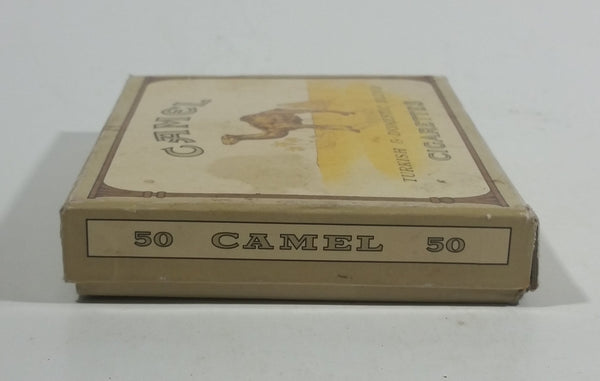 CAMEL
TURKISH & DOMESTIC BLEND
CIGARETTES
50 CAMEL 50